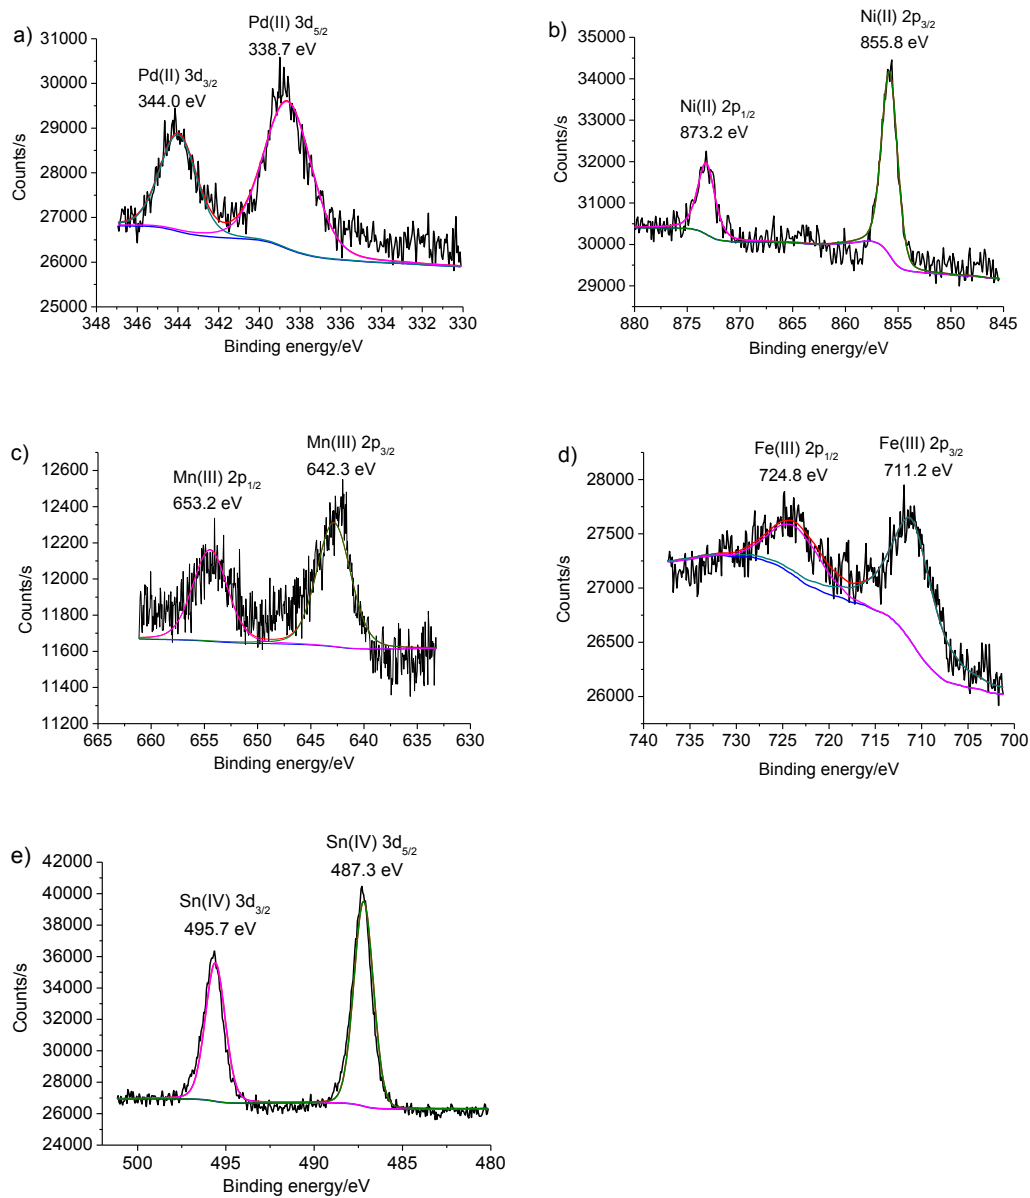 a)
Pd(II) 3d5/2
338.7 eV
Pd(II) 3d3/2
344.0 eV
31000
30000
29000
28000
27000
26000
25000
Counts/s
348 346 344 342 340 338 336 334 332 330
Binding energy/eV
b)
Ni(II) 2p3/2
855.8 eV
Ni(II) 2p1/2
873.2 eV
35000
34000
33000
32000
31000
30000
29000
Counts/s
880 875 870 865 860 855 850 845
Binding energy/eV
c)
Mn(III) 2p3/2
642.3 eV
Mn(III) 2p1/2
653.2 eV
12600
12400
12200
12000
11800
11600
11400
11200
Counts/s
665 660 655 650 645 640 635 630
Binding energy/eV
d)
Fe(III) 2p1/2
724.8 eV
Fe(III) 2p3/2
711.2 eV
28000
27500
27000
26500
26000
Counts/s
740 735 730 725 720 715 710 705 700
Binding energy/eV
e)
Sn(IV) 3d5/2
487.3 eV
Sn(IV) 3d3/2
495.7 eV
42000
40000
38000
36000
34000
32000
30000
28000
26000
24000
Counts/s
500 495 490 485 480
Binding energy/eV